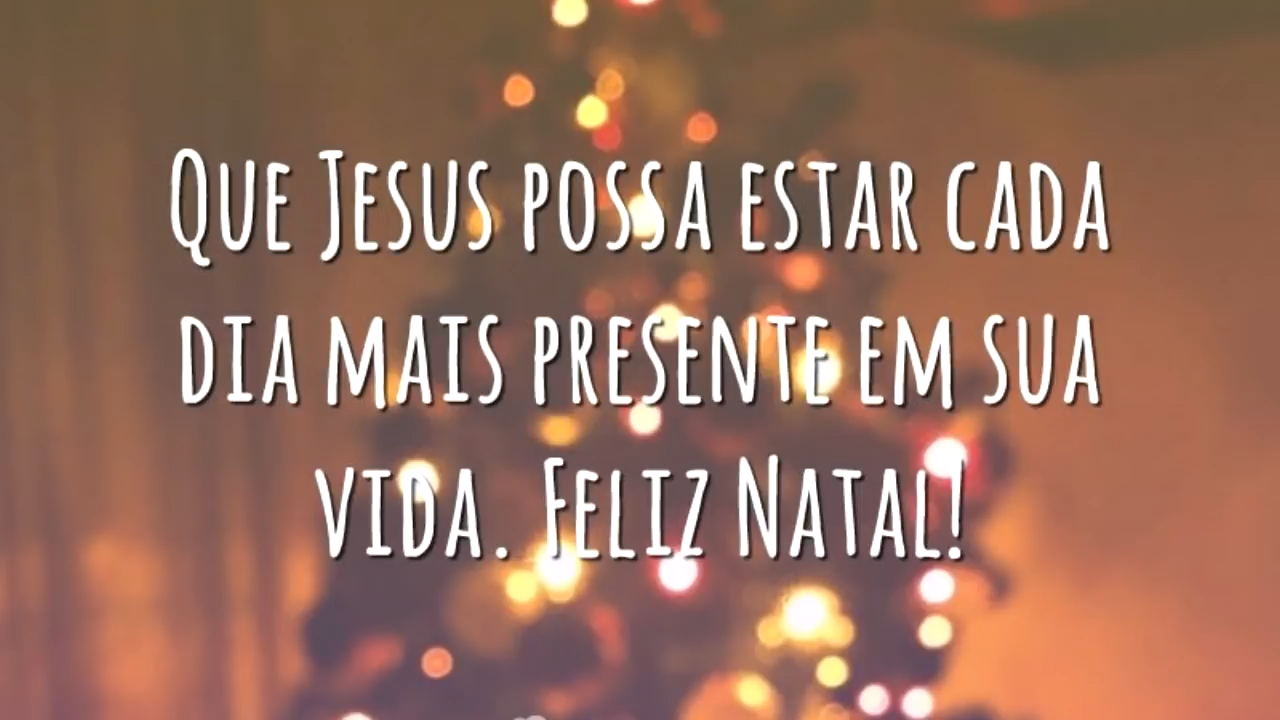 Que Jesus possa estar cada
dia mais presente em sua
vida. Feliz Natal!